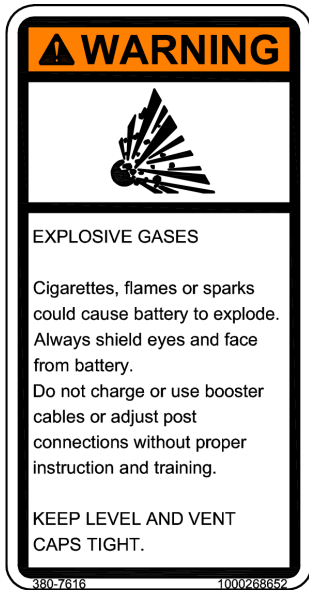 WARNING
EXPLOSIVE GASES
Cigarettes, flames or sparks
could cause battery to explode.
Always shield eyes and face
from battery.
Do not charge or use booster
cables or adjust post
connections without proper
instruction and training.
KEEP LEVEL AND VENT
CAPS TIGHT.
380-7616 1000268652